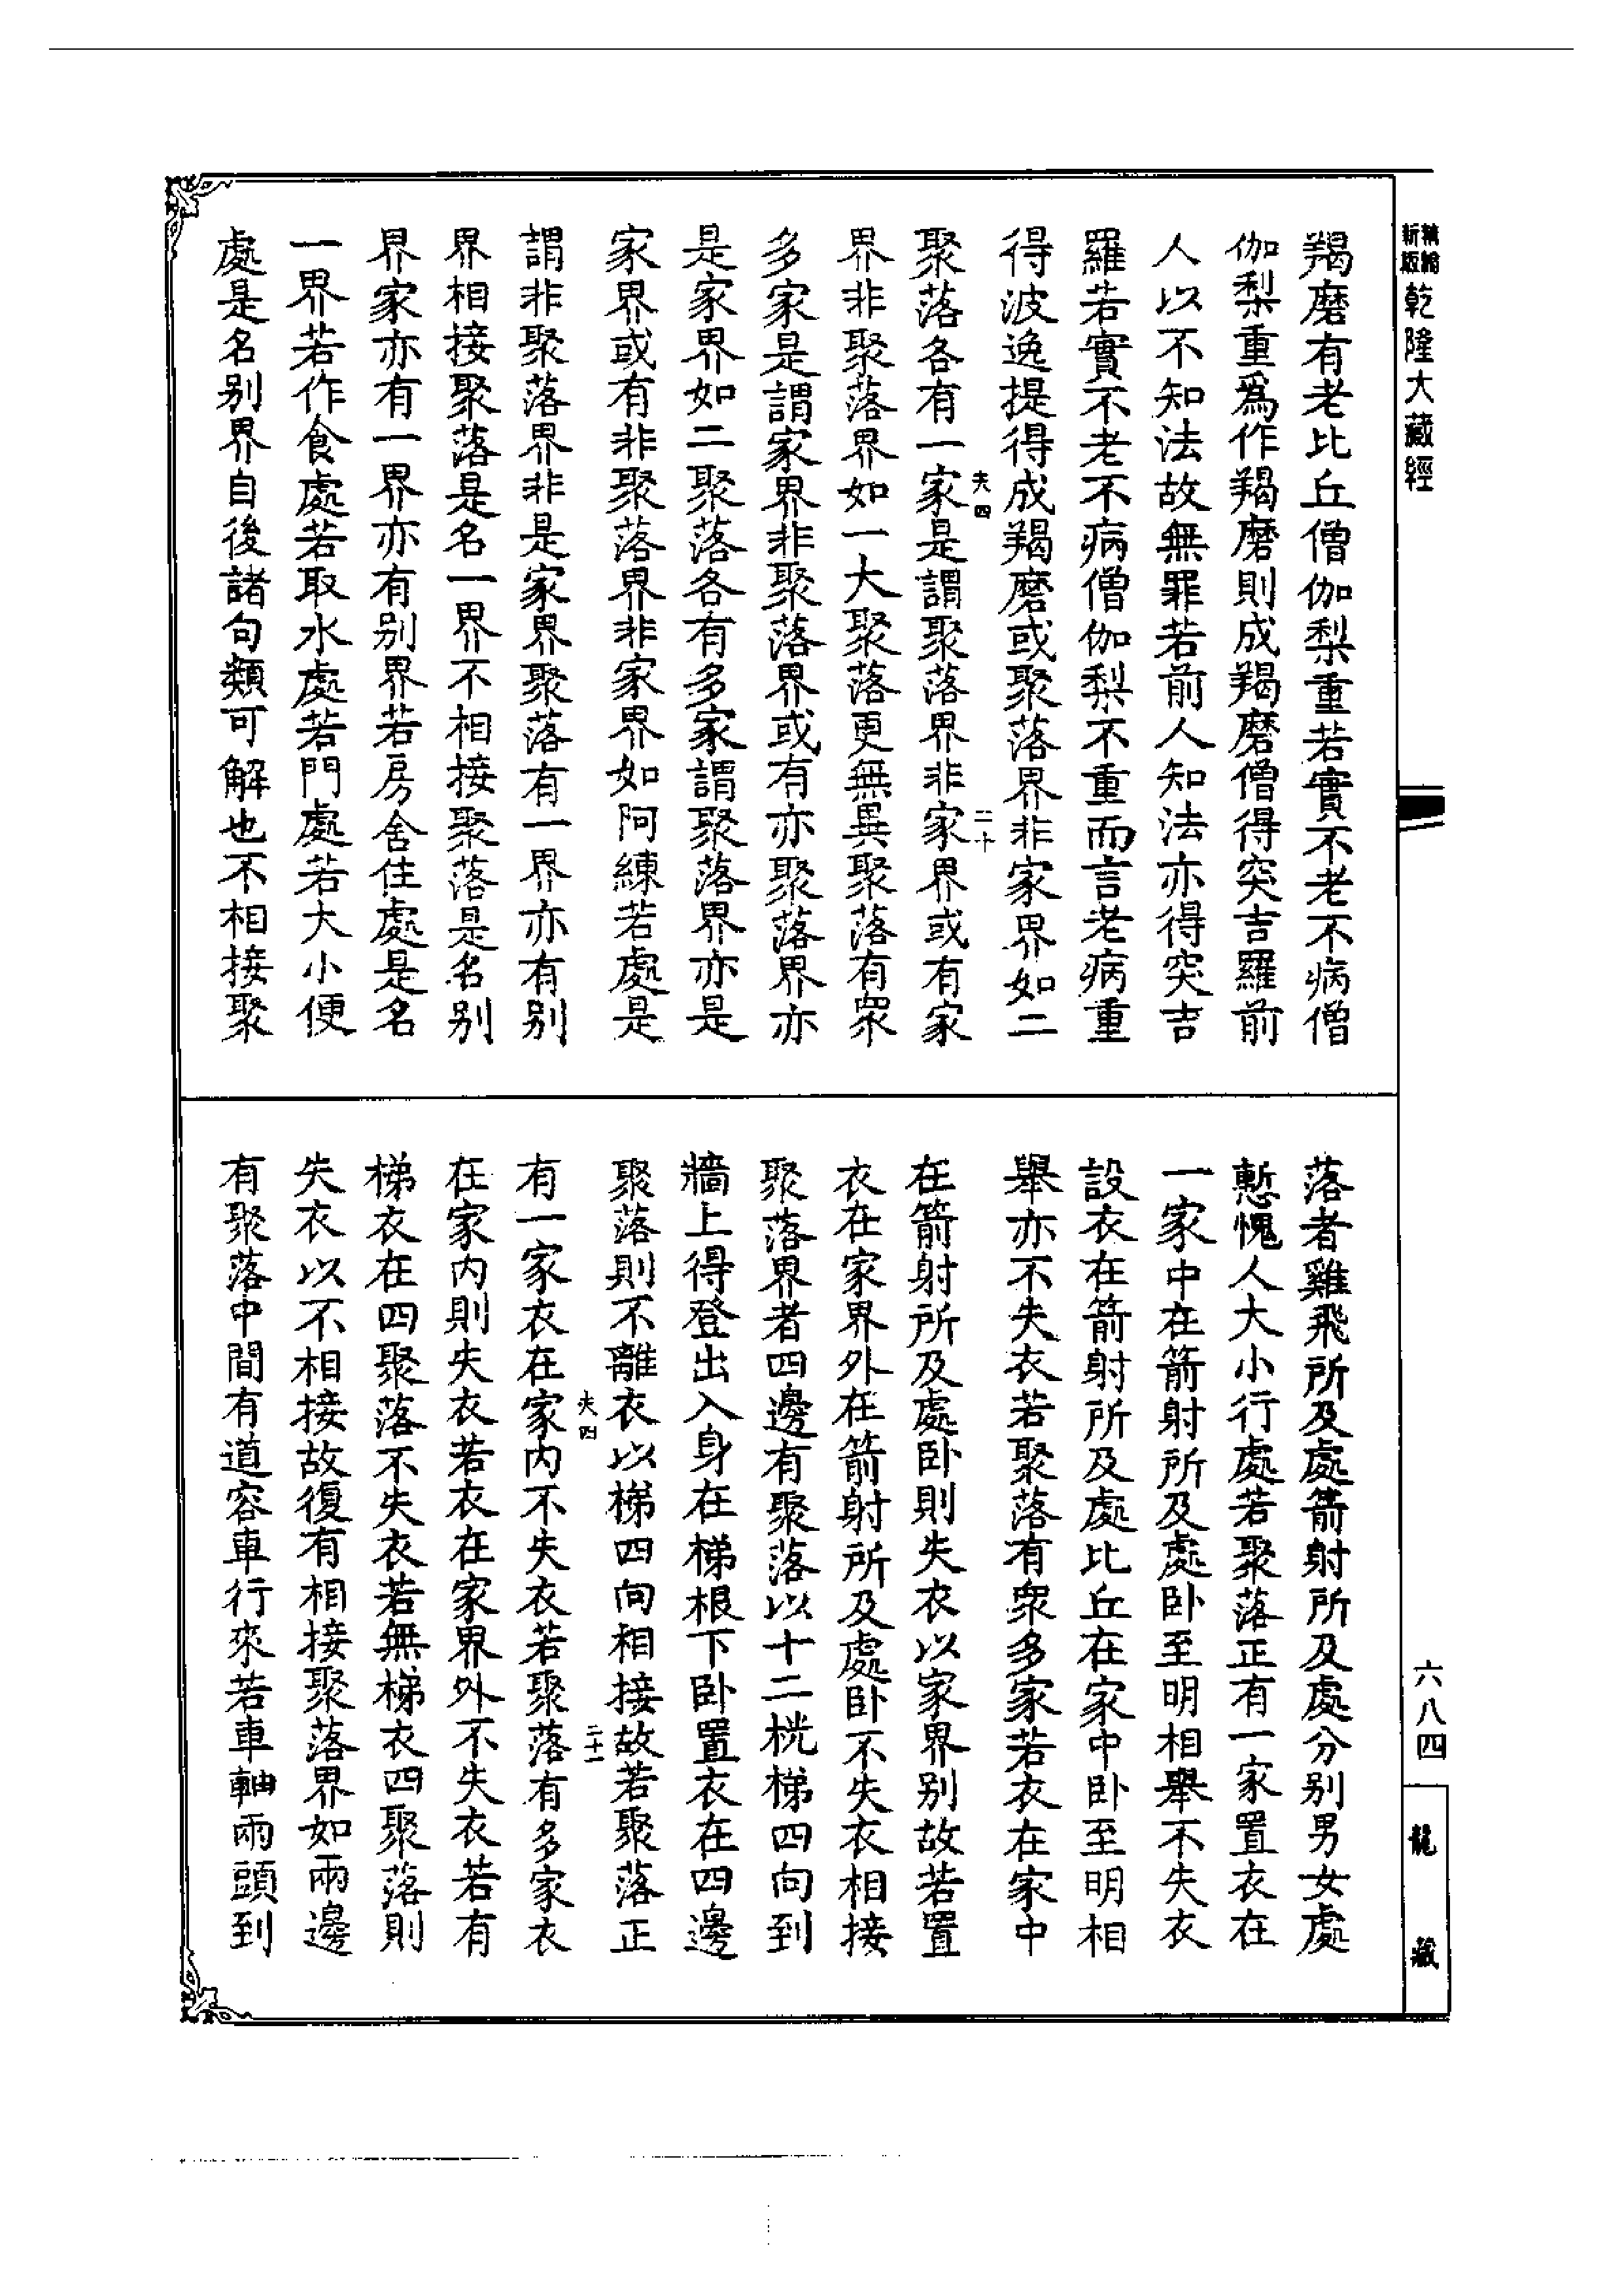 精繪新版乾隆大藏經
六八四
龍藏
羯磨有老比丘僧伽梨重若實不老不病僧
伽梨重爲作羯磨則成羯磨僧得突吉羅前
人以不知法故無罪若前人知法亦得突吉
羅若實不老不病僧伽梨不重而言老病重
得波逸提得成羯磨或聚落界非家界如二
聚落各有一家是謂聚落界非家界或有家
界非聚落界如一大聚落更無異聚落有眾
多家是謂家界非聚落界或有亦聚落界亦
是家界如二聚落各有多家謂聚落界亦是
家界或有非聚落界非家界如阿練若處是
謂非聚落界非是家界聚落有一界亦有别
界相接聚落是名一界不相接聚落是名别
界家亦有一界亦有别界若房舍住處是名
一界若作食處若取水處若門處若大小便
處是名别界自後諸句類可解也不相接聚
夫四
二十
落者雞飛所及處箭射所及處分别男女處
慙愧人大小行處若聚落正有一家置衣在
一家中在箭射所及處卧至明相舉不失衣
設衣在箭射所及處比丘在家中卧至明相
舉亦不失衣若聚落有衆多家若衣在家中
在箭射所及處卧則失衣以家界别故若置
衣在家界外在箭射所及處卧不失衣相接
聚落界者四邊有聚落以十二桄梯四向到
牆上得登出入身在梯根下卧置衣在四邊
聚落則不離衣以梯四向相接故若聚落正
有一家衣在家内不失衣若聚落有多家衣
在家内則失衣若衣在家界外不失衣若有
梯衣在四聚落不失衣若無梯衣四聚落則
失衣以不相接故復有相接聚落界如兩邊
有聚落中間有道容車行來若車軸兩頭到
夫四
二十一